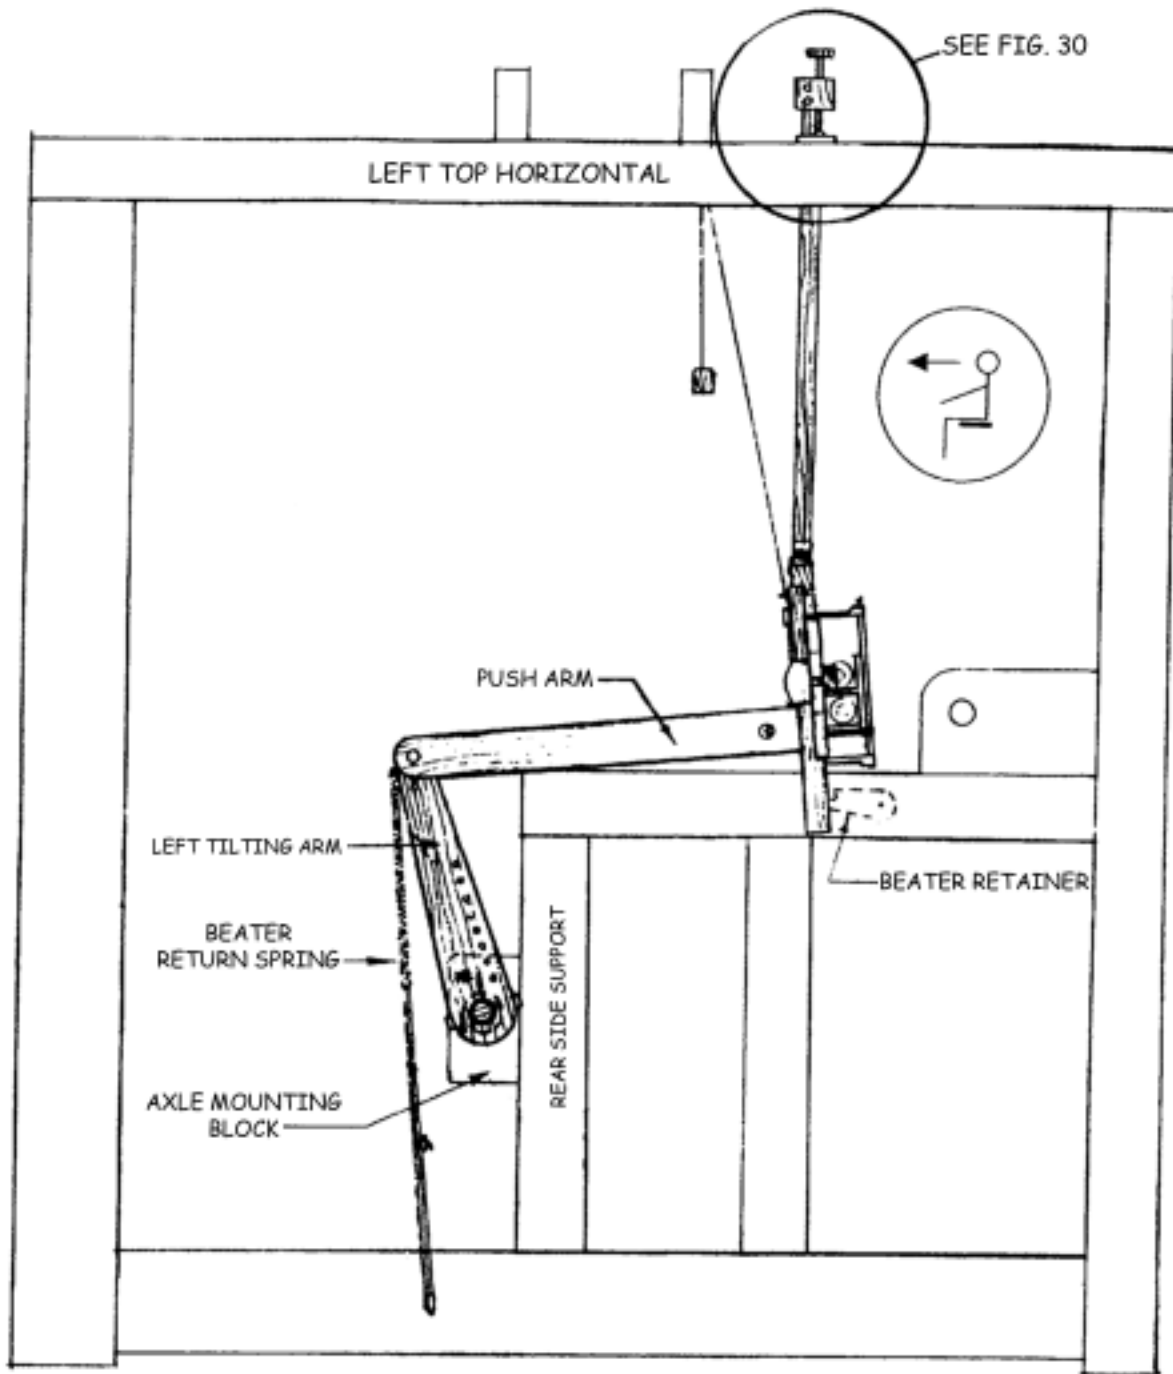 SEE FIG. 30
LEFT TOP HORIZONTAL
PUSH ARM
LEFT TILTING ARM
BEATER RETAINER
BEATER
RETURN SPRING
REAR SIDE SUPPORT
AXLE MOUNTING
BLOCK